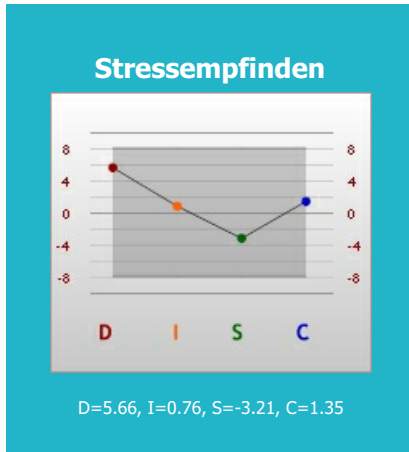 Stressempfinden
8 8
4 4
0 0
-4 -4
-8 -8
D I S C
D=5.66, I=0.76, S=-3.21, C=1.35